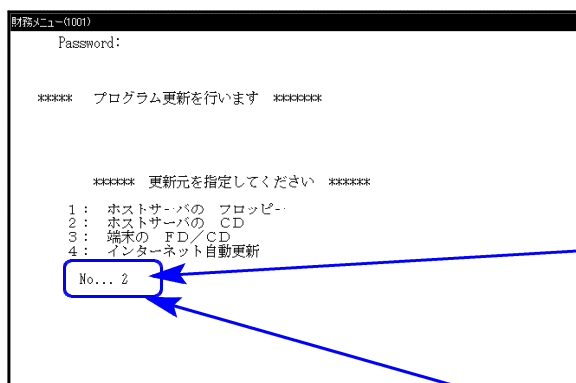 財務メニュー(1001)
Password:
***** プログラム更新を行います *******
****** 更新元を指定してください ******
１： ホストサーバの フロッピー
２： ホストサーバの ＣＤ
３： 端末の ＦＤ／ＣＤ
４： インターネット自動更新
No... 2